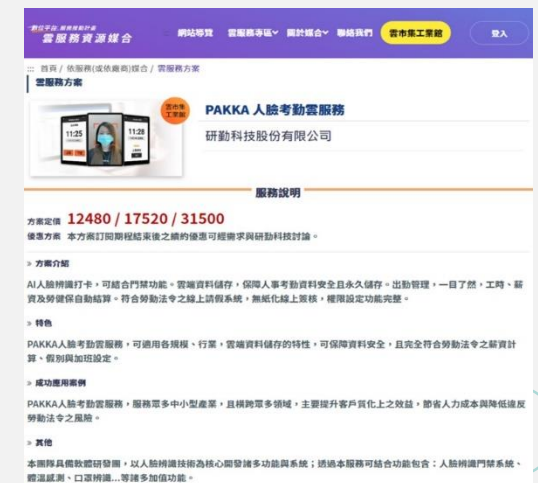 數位平台.服務接軌計畫
雲服務資源媒合
網站導覽 雲服務專區 關於媒合 聯絡我們 雲市集工業館 登入
::: 首頁 / 依服務(或依廠商)媒合 / 雲服務方案
雲服務方案
雲市集
工業館
11:25
11:28
PAKKA 人臉考勤雲服務
研勤科技股份有限公司
服務說明
方案定價 12480 / 17520 / 31500
優惠方案 本方案訂閱期程結束後之續約優惠可經需求與研勤科技討論。
» 方案介紹
AI人臉辨識打卡，可結合門禁功能。雲端資料儲存，保障人事考勤資料安全且永久儲存。出勤管理，一目了然，工時、薪
資及勞健保自動結算。符合勞動法令之線上請假系統，無紙化線上簽核，權限設定功能完整。
» 特色
PAKKA人臉考勤雲服務，可適用各規模、行業，雲端資料儲存的特性，可保障資料安全，且完全符合勞動法令之薪資計
算、假別與加班設定。
» 成功應用案例
PAKKA人臉考勤雲服務，服務眾多中小型產業，且橫跨眾多領域，主要提升客戶質化上之效益，節省人力成本與降低違反
勞動法令之風險。
» 其他
本團隊具備軟體研發團，以人臉辨識技術為核心開發諸多功能與系統；透過本服務可結合功能包含：人臉辨識門禁系統、
體溫感測、口罩辨識...等諸多加值功能。